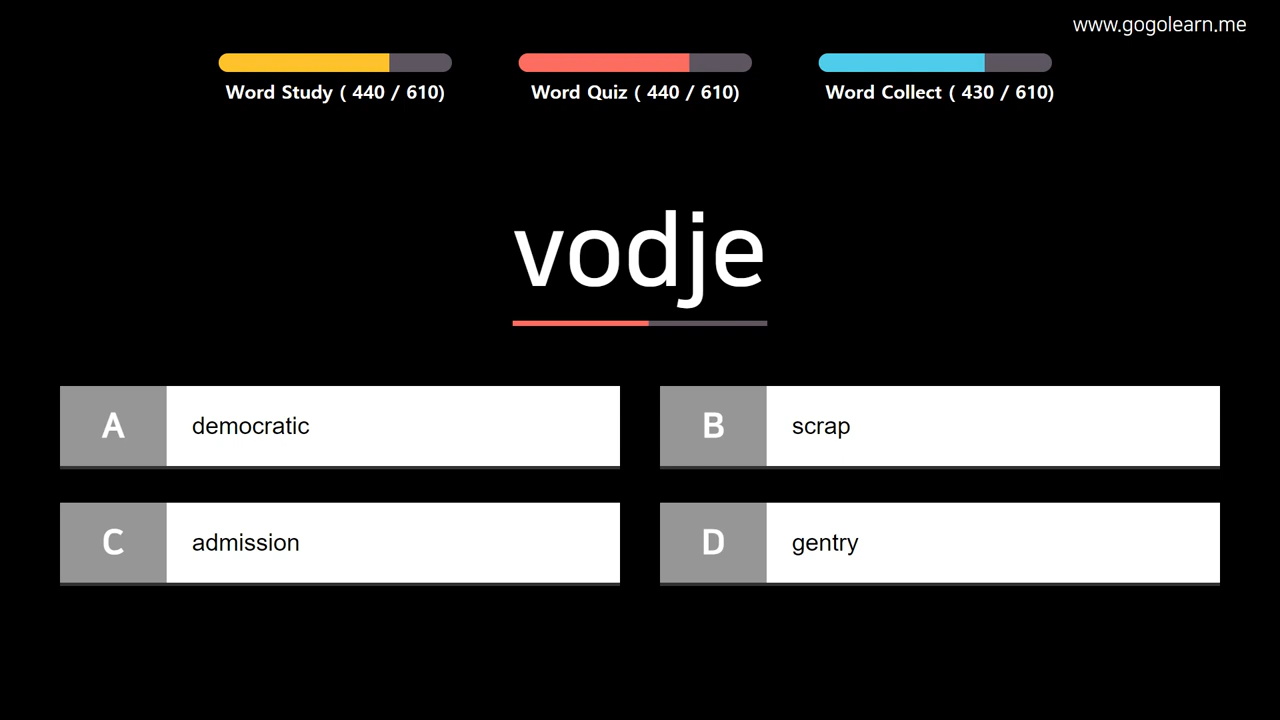 www.gogolearn.me
Word Study ( 440 / 610)
Word Quiz ( 440 / 610)
Word Collect ( 430 / 610)
vodje
A democratic
B scrap
C admission
D gentry